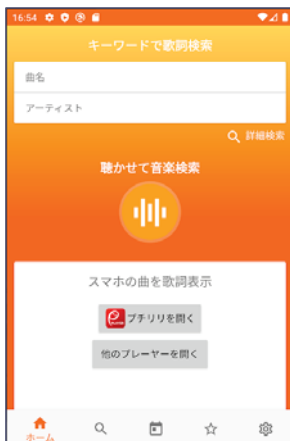 16:54
キーワードで歌詞検索
曲名
アーティスト
詳細検索
聴かせて音楽検索
スマホの曲を歌詞表示
プチリリを開く
他のプレーヤーを開く
ホーム